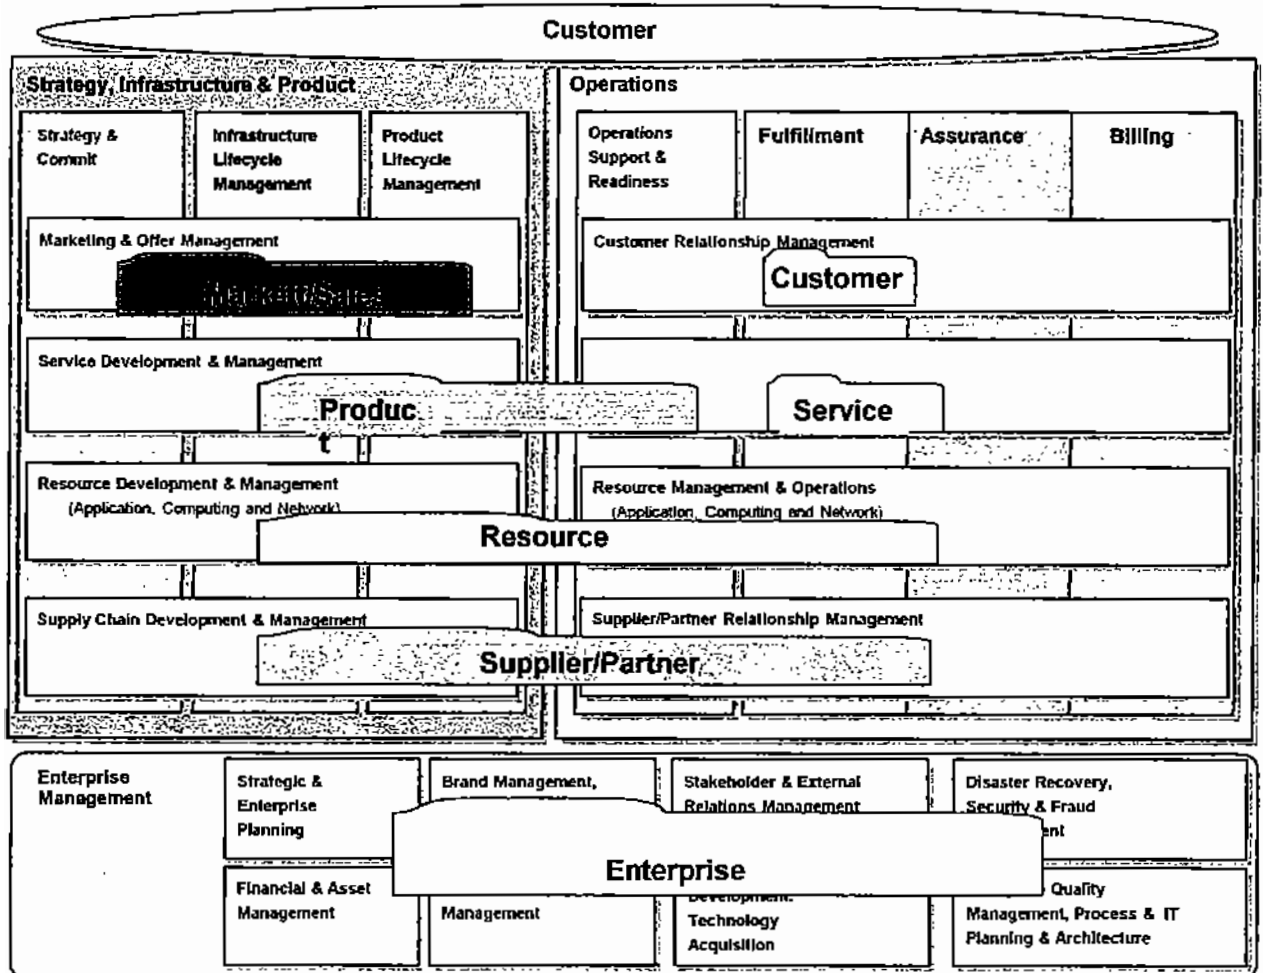 Customer
Strategy, Infrastructure & Product
Operations
Strategy &
Commit
Infrastructure
Lifecycle
Management
Product
Lifecycle
Management
Operations
Support &
Readiness
Fulfillment
Assurance
Billing
Marketing & Offer Management
Market/Sales
Customer Relationship Management
Customer
Service Development & Management
Produc
t
Service
Resource Development & Management
(Application, Computing and Network)
Resource Management & Operations
(Application, Computing and Network)
Resource
Supply Chain Development & Management
Supplier/Partner Relationship Management
Supplier/Partner
Enterprise
Management
Strategic &
Enterprise
Planning
Brand Management,
Stakeholder & External
Relations Management
Disaster Recovery,
Security & Fraud
ent
Enterprise
Financial & Asset
Management
Management
Development,
Technology
Acquisition
Quality
Management, Process & IT
Planning & Architecture